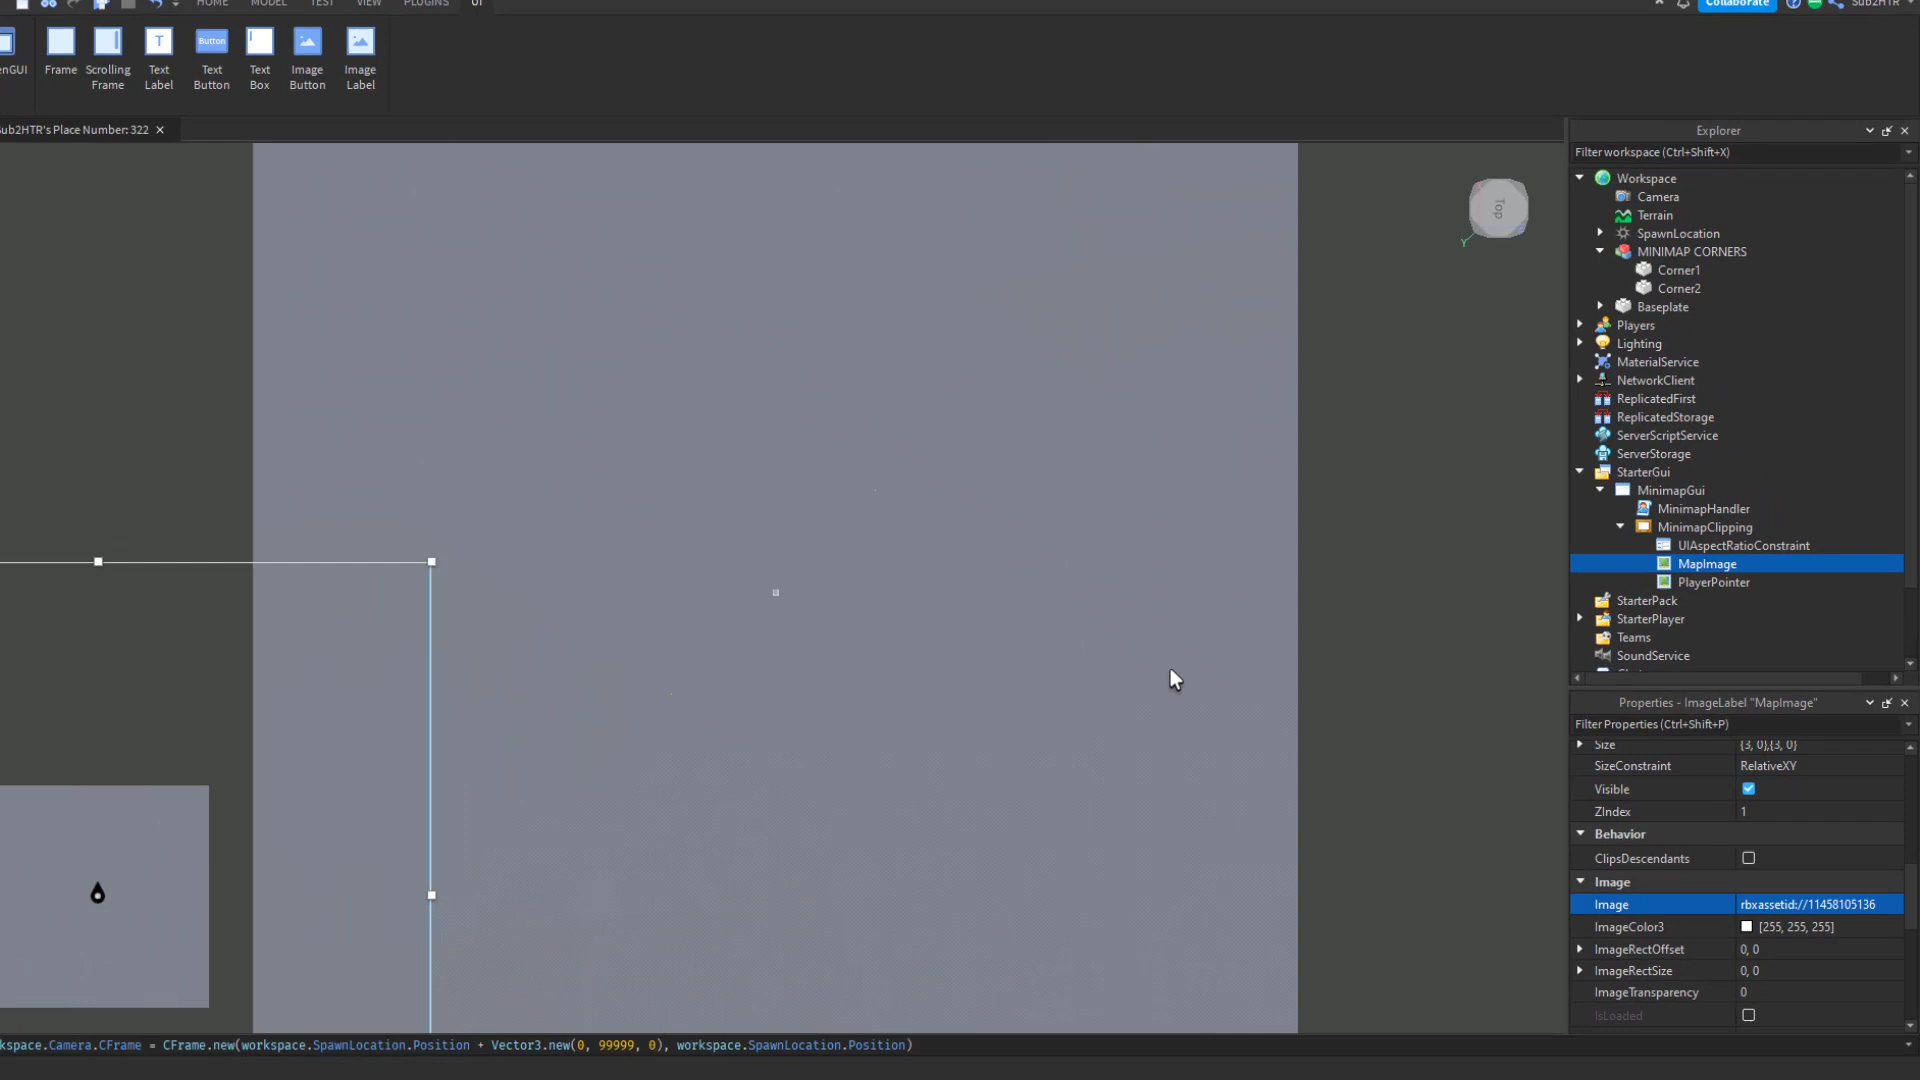 HOME MODEL TEST VIEW PLUGINS UI
Collaborate
Sub2HTR
enGUI
Frame
Scrolling
Frame
T
Text
Label
Button
Text
Button
Text
Box
Image
Button
Image
Label
Sub2HTR's Place Number: 322
Top
Y
Explorer
Filter workspace (Ctrl+Shift+X)
Workspace
Camera
Terrain
SpawnLocation
MINIMAP CORNERS
Corner1
Corner2
Baseplate
Players
Lighting
MaterialService
NetworkClient
ReplicatedFirst
ReplicatedStorage
ServerScriptService
ServerStorage
StarterGui
MinimapGui
MinimapHandler
MinimapClipping
UIAspectRatioConstraint
MapImage
PlayerPointer
StarterPack
StarterPlayer
Teams
SoundService
Properties - ImageLabel "MapImage"
Filter Properties (Ctrl+Shift+P)
Size {3, 0},{3, 0}
SizeConstraint RelativeXY
Visible
ZIndex 1
Behavior
ClipsDescendants
Image
Image rbxassetid://11458105136
ImageColor3 [255, 255, 255]
ImageRectOffset 0, 0
ImageRectSize 0, 0
ImageTransparency 0
IsLoaded
kspace.Camera.CFrame = CFrame.new(workspace.SpawnLocation.Position + Vector3.new(0, 99999, 0), workspace.SpawnLocation.Position)